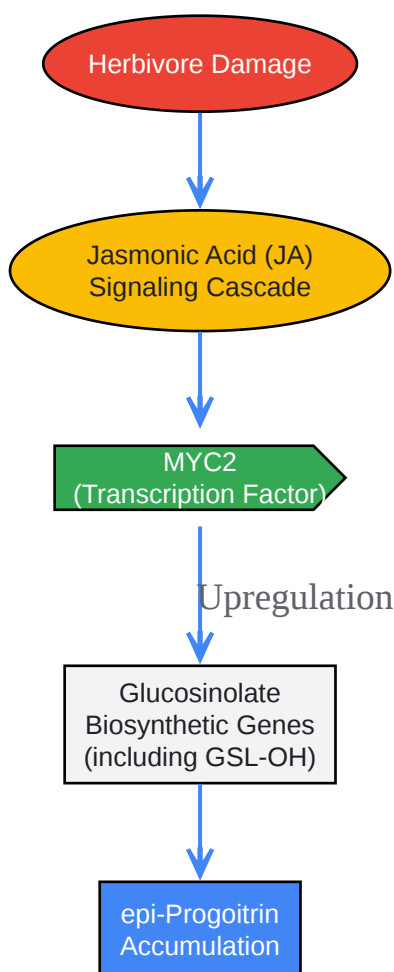 Herbivore Damage
Jasmonic Acid (JA)
Signaling Cascade
MYC2
(Transcription Factor)
Upregulation
Glucosinolate
Biosynthetic Genes
(including GSL-OH)
epi-Progoitrin
Accumulation